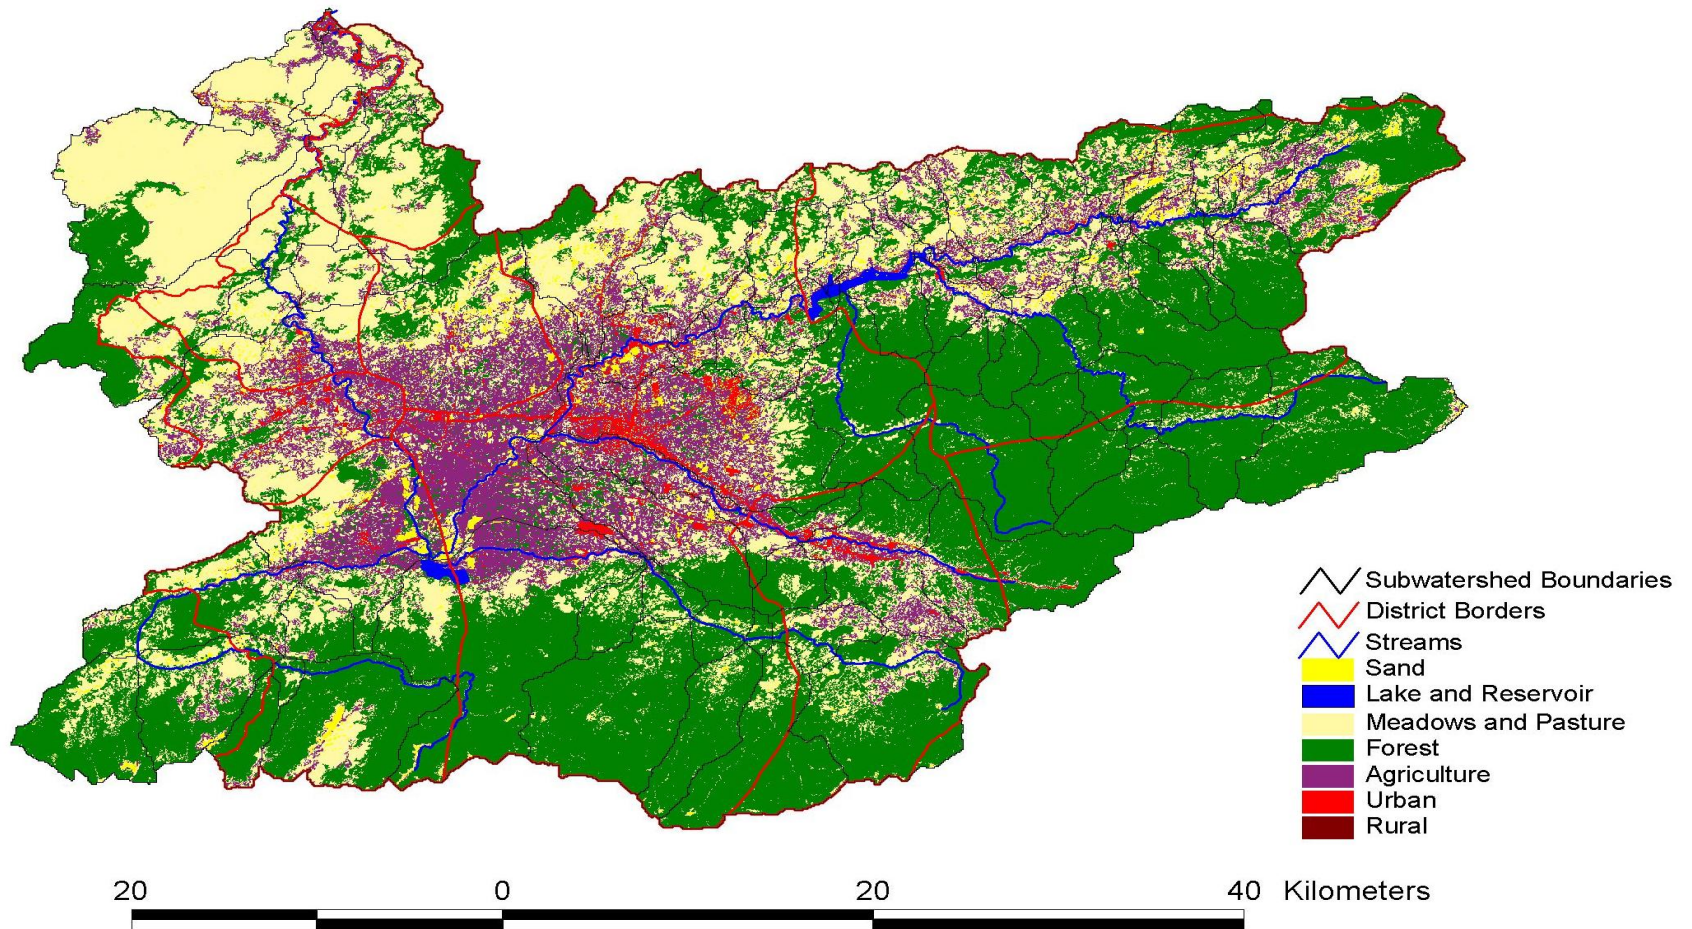 Subwatershed Boundaries
District Borders
Streams
Sand
Lake and Reservoir
Meadows and Pasture
Forest
Agriculture
Urban
Rural
20 0 20 40 Kilometers